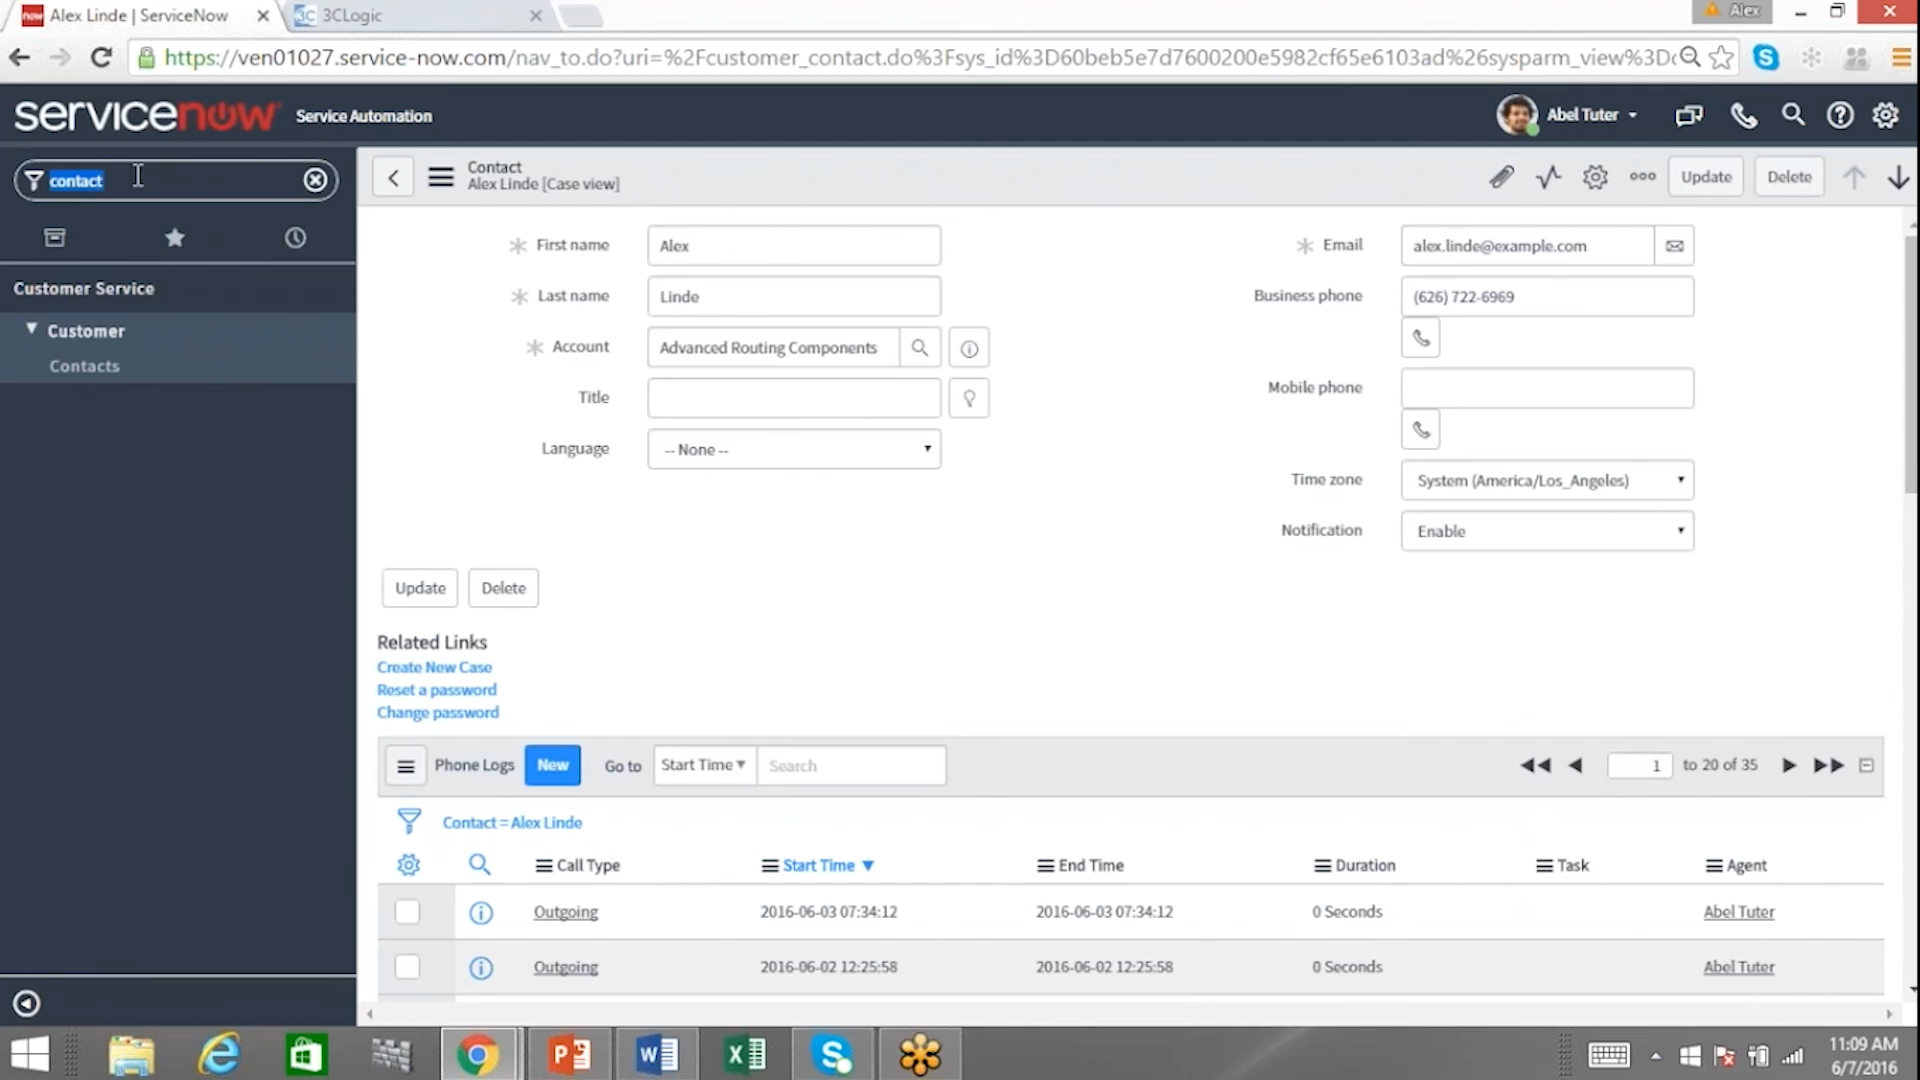 Alex Linde | ServiceNow
3CLogic
Alex
https://ven01027.service-now.com/nav_to.do?uri=%2Fcustomer_contact.do%3Fsys_id%3D60beb5e7d7600200e5982cf65e6103ad%26sysparm_view%3D
servicenow Service Automation
Abel Tuter
contact
Contact
Alex Linde [Case view]
Update
Delete
Customer Service
Customer
Contacts
First name
Alex
Last name
Linde
Account
Advanced Routing Components
Title
Language
-- None --
Email
alex.linde@example.com
Business phone
(626) 722-6969
Mobile phone
Time zone
System (America/Los_Angeles)
Notification
Enable
Update
Delete
Related Links
Create New Case
Reset a password
Change password
Phone Logs New Go to Start Time Search
1 to 20 of 35
Contact = Alex Linde
Call Type Start Time End Time Duration Task Agent
Outgoing 2016-06-03 07:34:12 2016-06-03 07:34:12 0 Seconds Abel Tuter
Outgoing 2016-06-02 12:25:58 2016-06-02 12:25:58 0 Seconds Abel Tuter
11:09 AM
6/7/2016